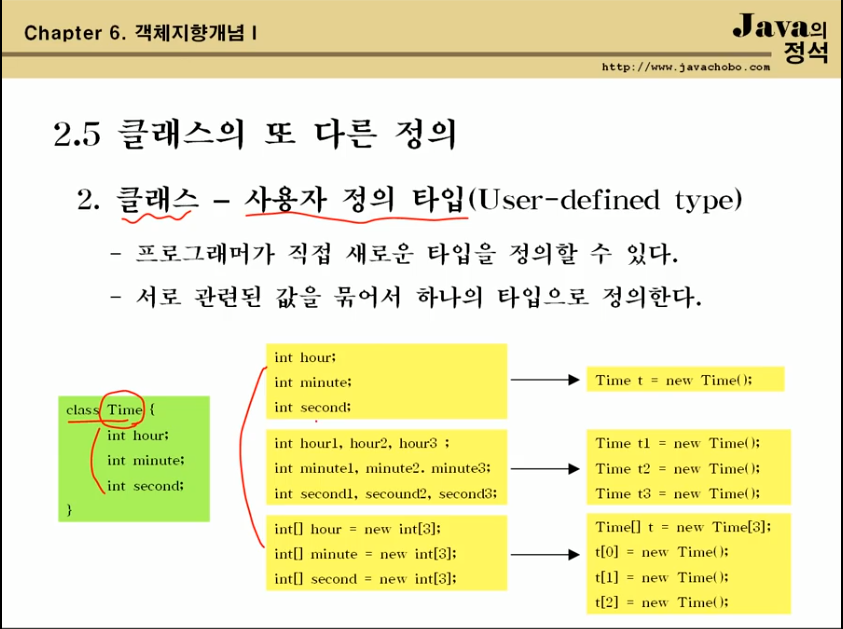 Chapter 6. 객체지향개념 I
Java의
정석
http://www.javachobo.com
2.5 클래스의 또 다른 정의
2. 클래스 – 사용자 정의 타입(User-defined type)
- 프로그래머가 직접 새로운 타입을 정의할 수 있다.
- 서로 관련된 값을 묶어서 하나의 타입으로 정의한다.
class Time {
int hour;
int minute;
int second;
}
int hour;
int minute;
int second;
Time t = new Time();
int hour1, hour2, hour3 ;
int minute1, minute2. minute3;
int second1, secound2, second3;
Time t1 = new Time();
Time t2 = new Time();
Time t3 = new Time();
int[] hour = new int[3];
int[] minute = new int[3];
int[] second = new int[3];
Time[] t = new Time[3];
t[0] = new Time();
t[1] = new Time();
t[2] = new Time();